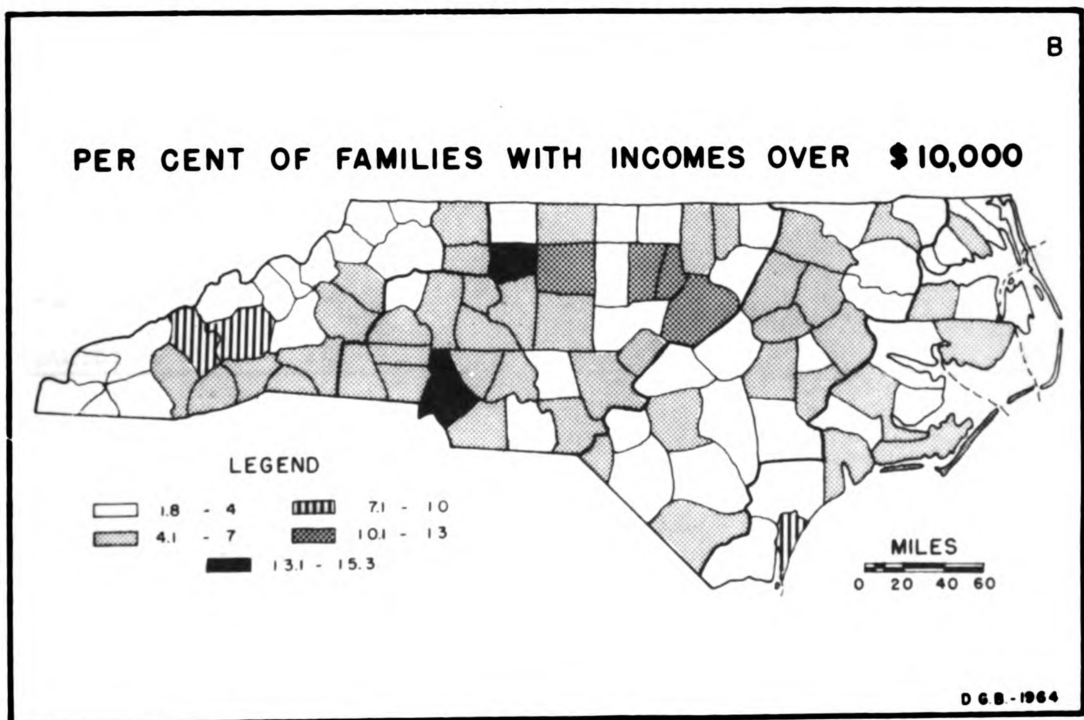 B
PER CENT OF FAMILIES WITH INCOMES OVER $10,000
LEGEND
1.8 - 4
7.1 - 10
4.1 - 7
10.1 - 13
13.1 - 15.3
MILES
0 20 40 60
D G.B. - 1964